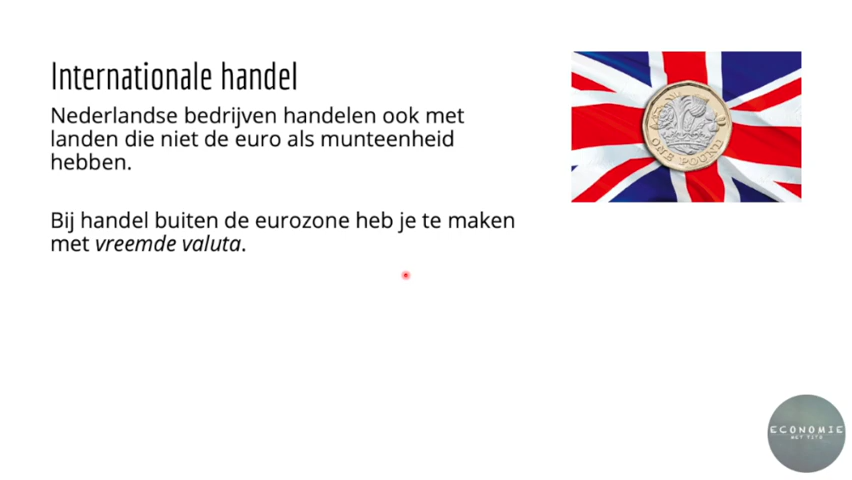 Internationale handel
Nederlandse bedrijven handelen ook met
landen die niet de euro als munteenheid
hebben.
Bij handel buiten de eurozone heb je te maken
met vreemde valuta.
ONE POUND
ECONOMIE